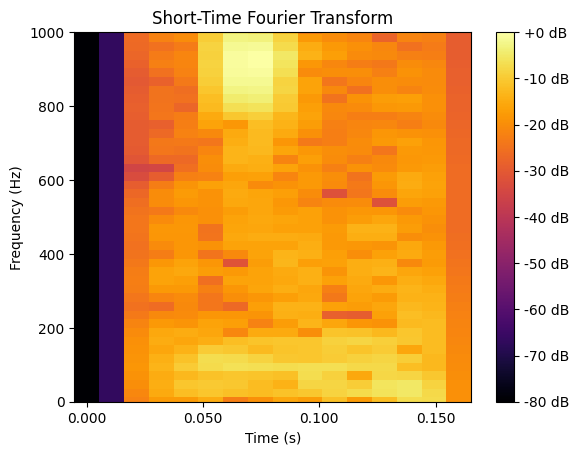 Short-Time Fourier Transform
Frequency (Hz)
1000
800
600
400
200
0
0.000
0.050
0.100
0.150
Time (s)
+0 dB
-10 dB
-20 dB
-30 dB
-40 dB
-50 dB
-60 dB
-70 dB
-80 dB